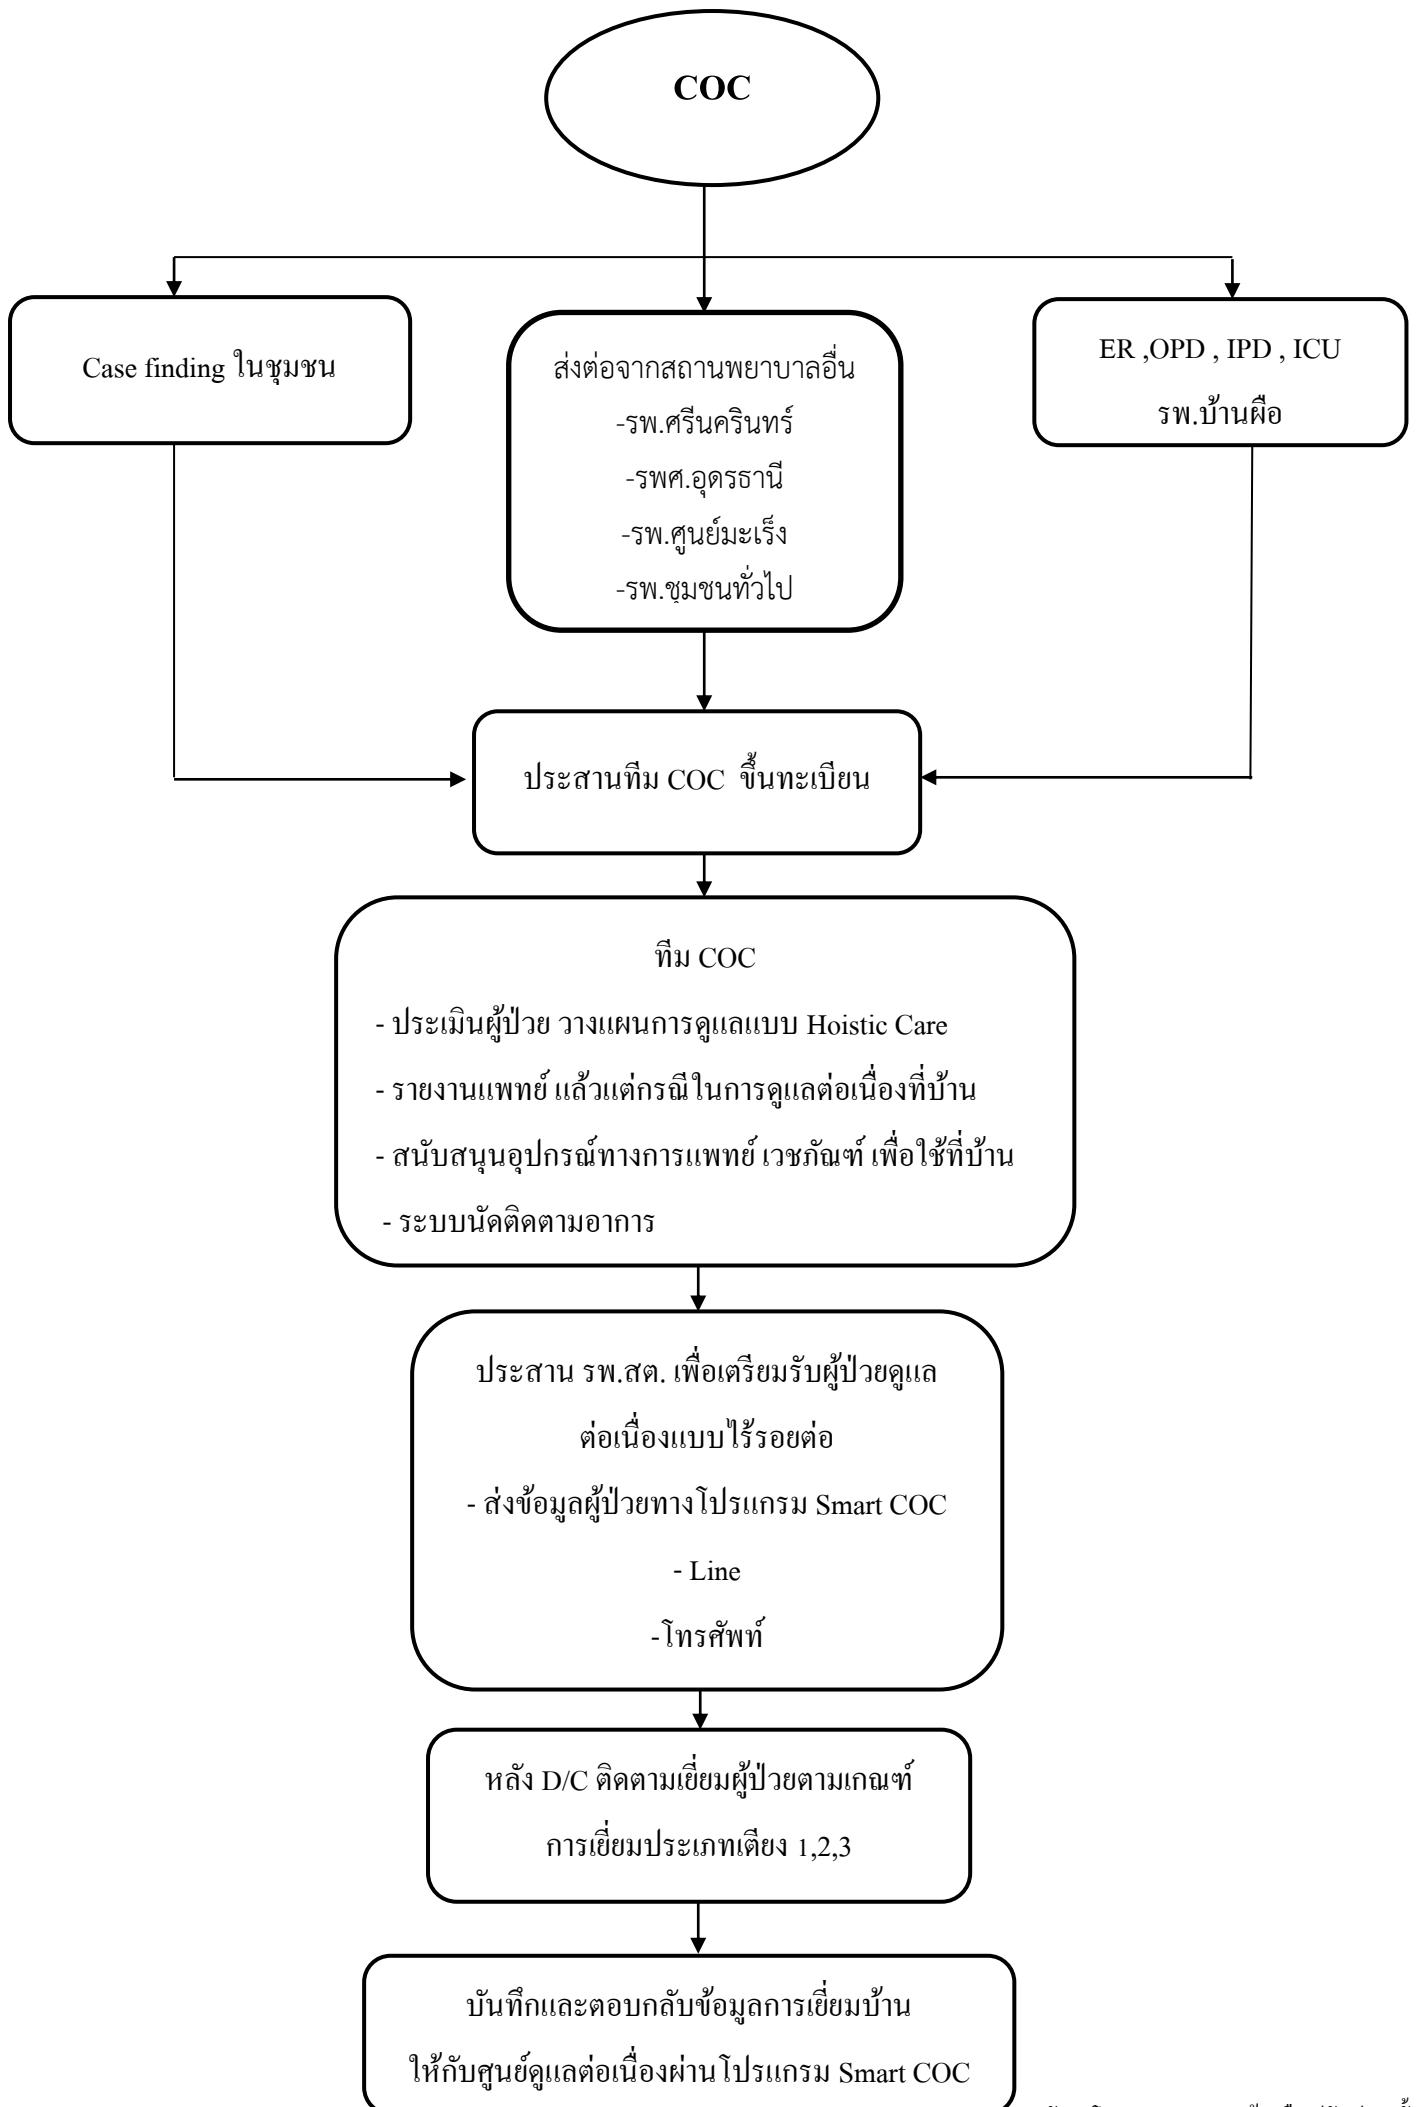 COC
Case finding ในชุมชน
ส่งต่อจากสถานพยาบาลอื่น
-รพ.ศรีนครินทร์
-รพศ.อุดรธานี
-รพ.ศูนย์มะเร็ง
-รพ.ชุมชนทั่วไป
ER ,OPD , IPD , ICU
รพ.บ้านผือ
ประสานทีม COC ขึ้นทะเบียน
ทีม COC
- ประเมินผู้ป่วย วางแผนการดูแลแบบ Hoistic Care
- รายงานแพทย์ แล้วแต่กรณีในการดูแลต่อเนื่องที่บ้าน
- สนับสนุนอุปกรณ์ทางการแพทย์ เวชภัณฑ์ เพื่อใช้ที่บ้าน
- ระบบนัดติดตามอาการ
ประสาน รพ.สต. เพื่อเตรียมรับผู้ป่วยดูแล
ต่อเนื่องแบบไร้รอยต่อ
- ส่งข้อมูลผู้ป่วยทางโปรแกรม Smart COC
- Line
-โทรศัพท์
หลัง D/C ติดตามเยี่ยมผู้ป่วยตามเกณฑ์
การเยี่ยมประเภทเตียง 1,2,3
บันทึกและตอบกลับข้อมูลการเยี่ยมบ้าน
ให้กับศูนย์ดูแลต่อเนื่องผ่านโปรแกรม Smart COC